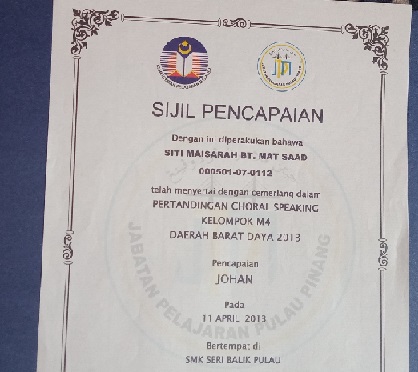 SIJIL PENCAPAIAN
Dengan ini diperakukan bahawa
SITI MAISARAH BT. MAT SAAD
000501-07-0112
telah menyertai dengan cemerlang dalam
PERTANDINGAN CHORAL SPEAKING
KELOMPOK M4
DAERAH BARAT DAYA 2013
Pencapaian
JOHAN
Pada
11 APRIL 2013
Bertempat di
SMK SERI BALIK PULAU
JABATAN PELAJARAN PULAU PINANG